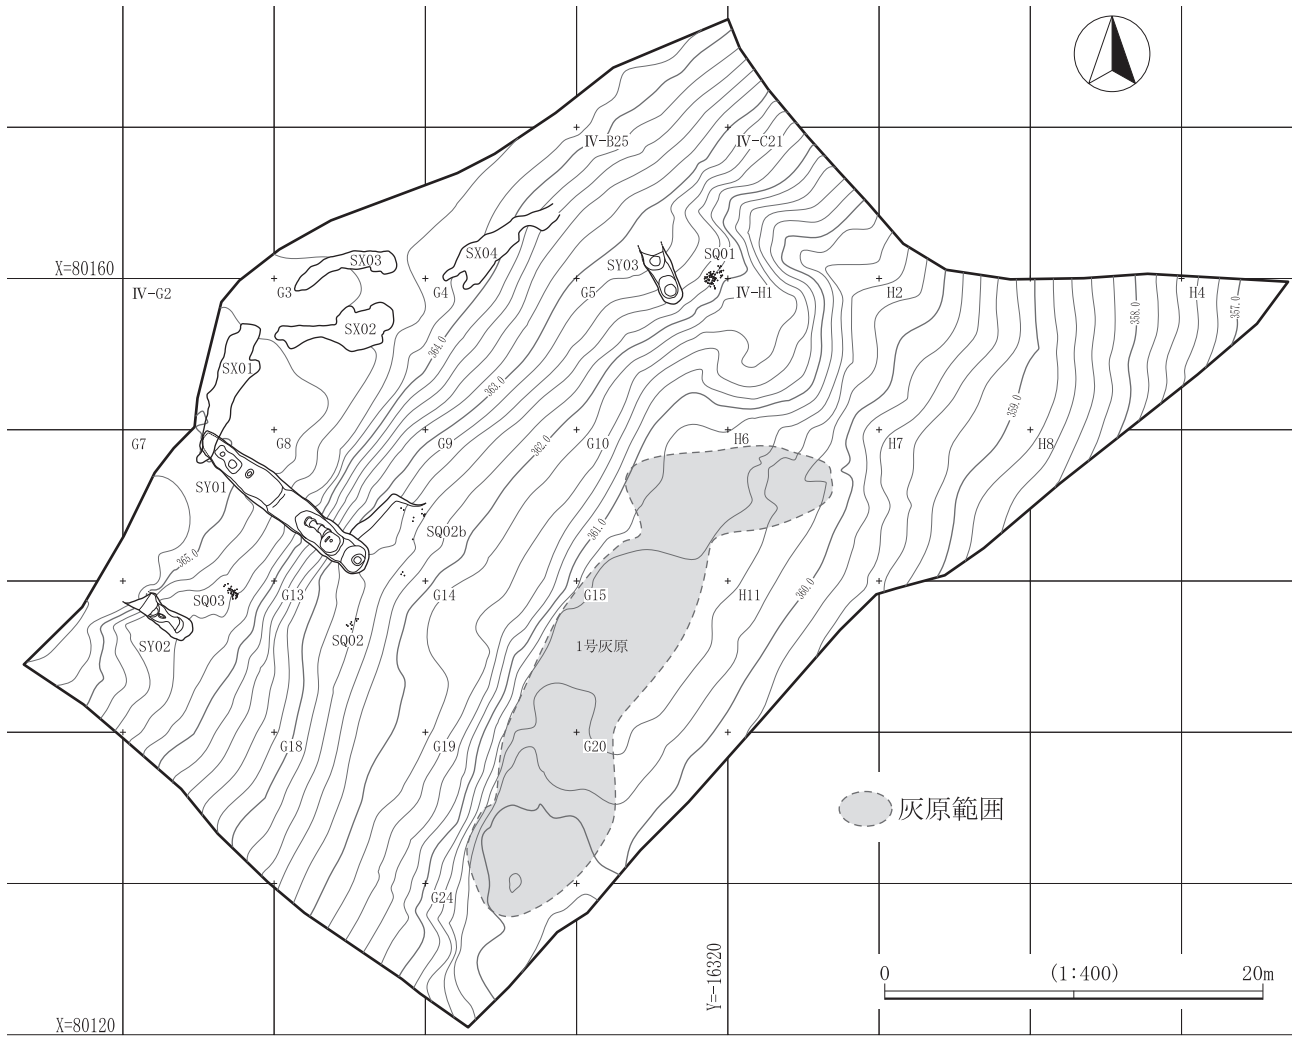 Ⅳ-B25
Ⅳ-C21
SX03
SX04
SY03
SQ01
X=80160
Ⅳ-G2
G3
G4
G5
Ⅳ-H1
H2
H4
357.0
358.0
SX02
364.0
SX01
363.0
359.0
G7
G8
G9
362.0
G10
H6
H7
H8
SY01
SQ02b
361.0
365.0
SQ03
G13
G14
G15
H11
360.0
SY02
SQ02
1号灰原
G18
G19
G20
灰原範囲
G24
Y=-16320
0 (1:400) 20m
X=80120